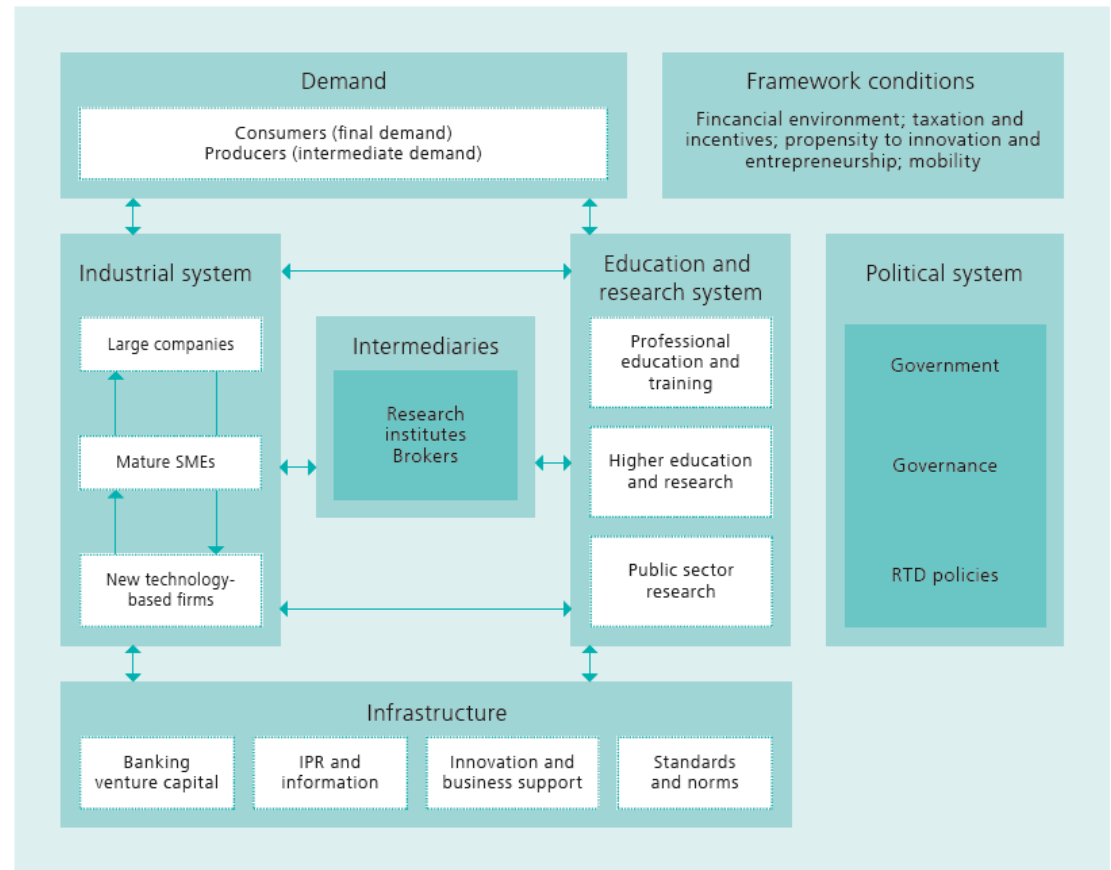 Demand
Consumers (final demand)
Producers (intermediate demand)
Framework conditions
Fincancial environment; taxation and
incentives; propensity to innovation and
entrepreneurship; mobility
Industrial system
Large companies
Mature SMEs
New technology-
based firms
Intermediaries
Research
institutes
Brokers
Education and
research system
Professional
education and
training
Higher education
and research
Public sector
research
Political system
Government
Governance
RTD policies
Infrastructure
Banking
venture capital
IPR and
information
Innovation and
business support
Standards
and norms